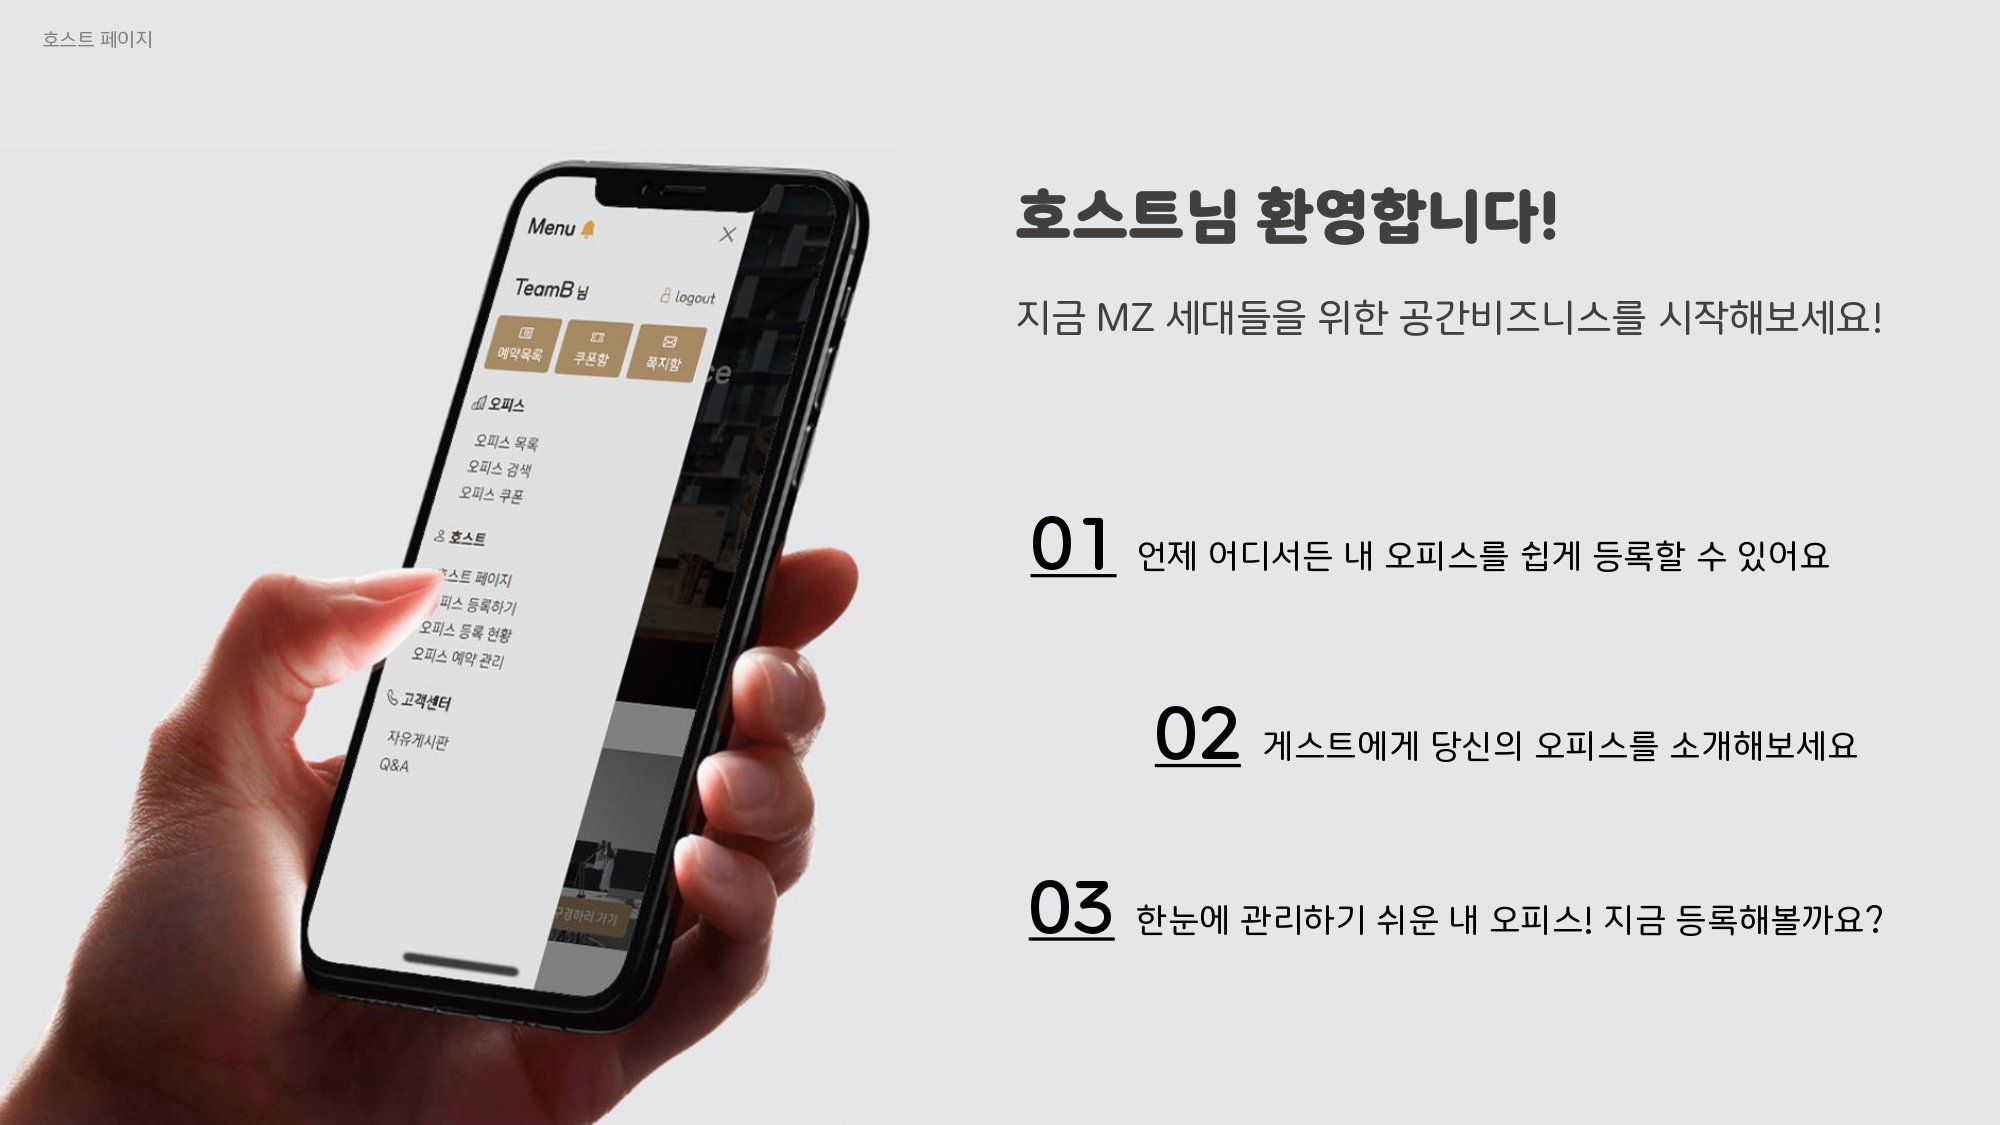 호스트 페이지
Menu
TeamB 님
logout
예약목록
쿠폰함
쪽지함
ce
오피스
오피스 목록
오피스 검색
오피스 쿠폰
호스트
호스트 페이지
피스 등록하기
오피스 등록 현황
오피스 예약 관리
고객센터
자유게시판
Q&A
구경하러 가기
호스트님 환영합니다!
지금 MZ 세대들을 위한 공간비즈니스를 시작해보세요!
01 언제 어디서든 내 오피스를 쉽게 등록할 수 있어요
02 게스트에게 당신의 오피스를 소개해보세요
03 한눈에 관리하기 쉬운 내 오피스! 지금 등록해볼까요?